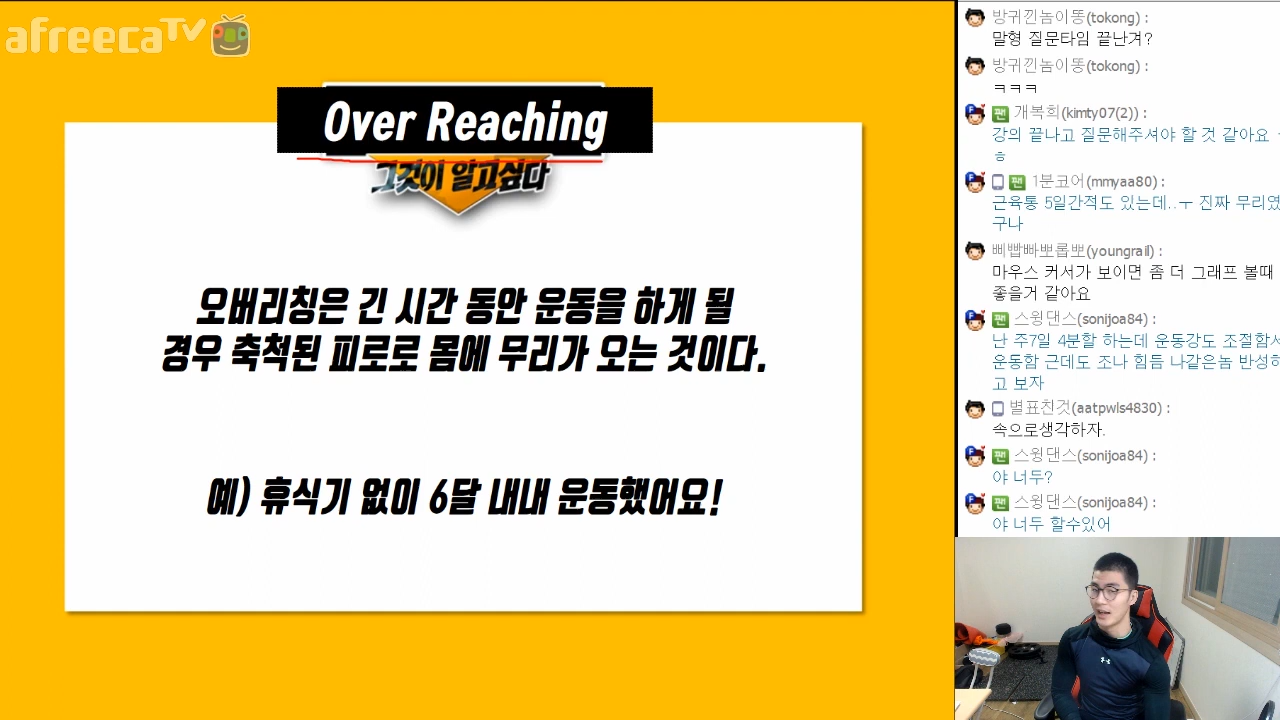 afreecaTV
Over Reaching
그것이 알고싶다
오버리칭은 긴 시간 동안 운동을 하게 될
경우 축척된 피로로 몸에 무리가 오는 것이다.
예) 휴식기 없이 6달 내내 운동했어요!
방귀낀놈이똥(tokong) :
말형 질문타임 끝난겨?
방귀낀놈이똥(tokong) :
ㅋㅋㅋ
팬 개복희(kimty07(2)) :
강의 끝나고 질문해주셔야 할 것 같아요
ㅎ
팬 1분코어(mmyaa80) :
근육통 5일간적도 있는데..ㅜ 진짜 무리였
구나
삐빱빠뽀롭뽀(youngrail) :
마우스 커서가 보이면 좀 더 그래프 볼때
좋을거 같아요
팬 스윙댄스(sonijoa84) :
난 주7일 4분할 하는데 운동강도 조절함서
운동함 근데도 조나 힘듬 나같은놈 반성하
고 보자
별표친것(aatpwls4830) :
속으로생각하자.
팬 스윙댄스(sonijoa84) :
야 너두?
팬 스윙댄스(sonijoa84) :
야 너두 할수있어